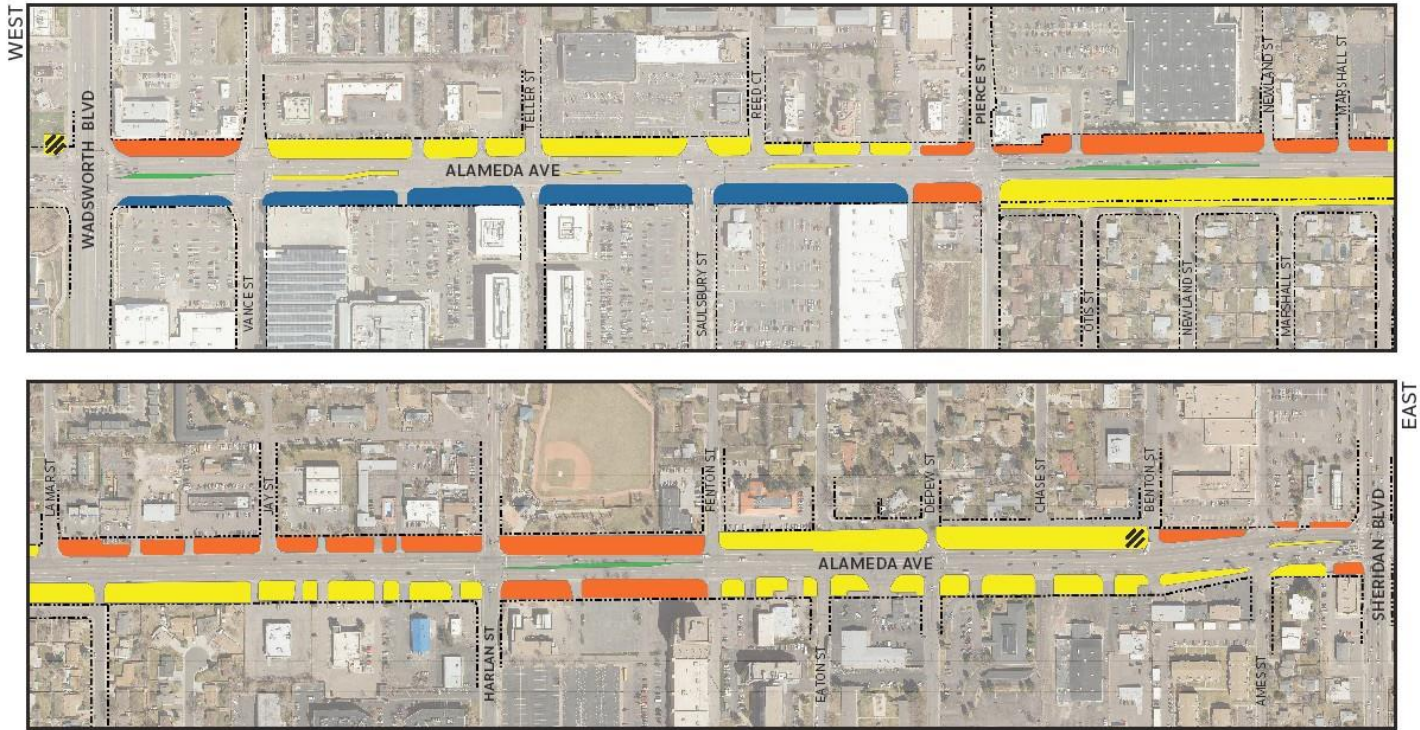 WEST
WADSWORTH BLVD
VANCE ST
TELLER ST
ALAMEDA AVE
SAULSBURY ST
REED CT
PIERCE ST
OTIS ST
NEWLAND ST
NEWLAND ST
MARSHALL ST
MARSHALL ST
EAST
LAMAR ST
JAY ST
HARLAN ST
FENTON ST
EATON ST
ALAMEDA AVE
DEPEW ST
CHASE ST
BENTON ST
AMES ST
SHERIDAN BLVD